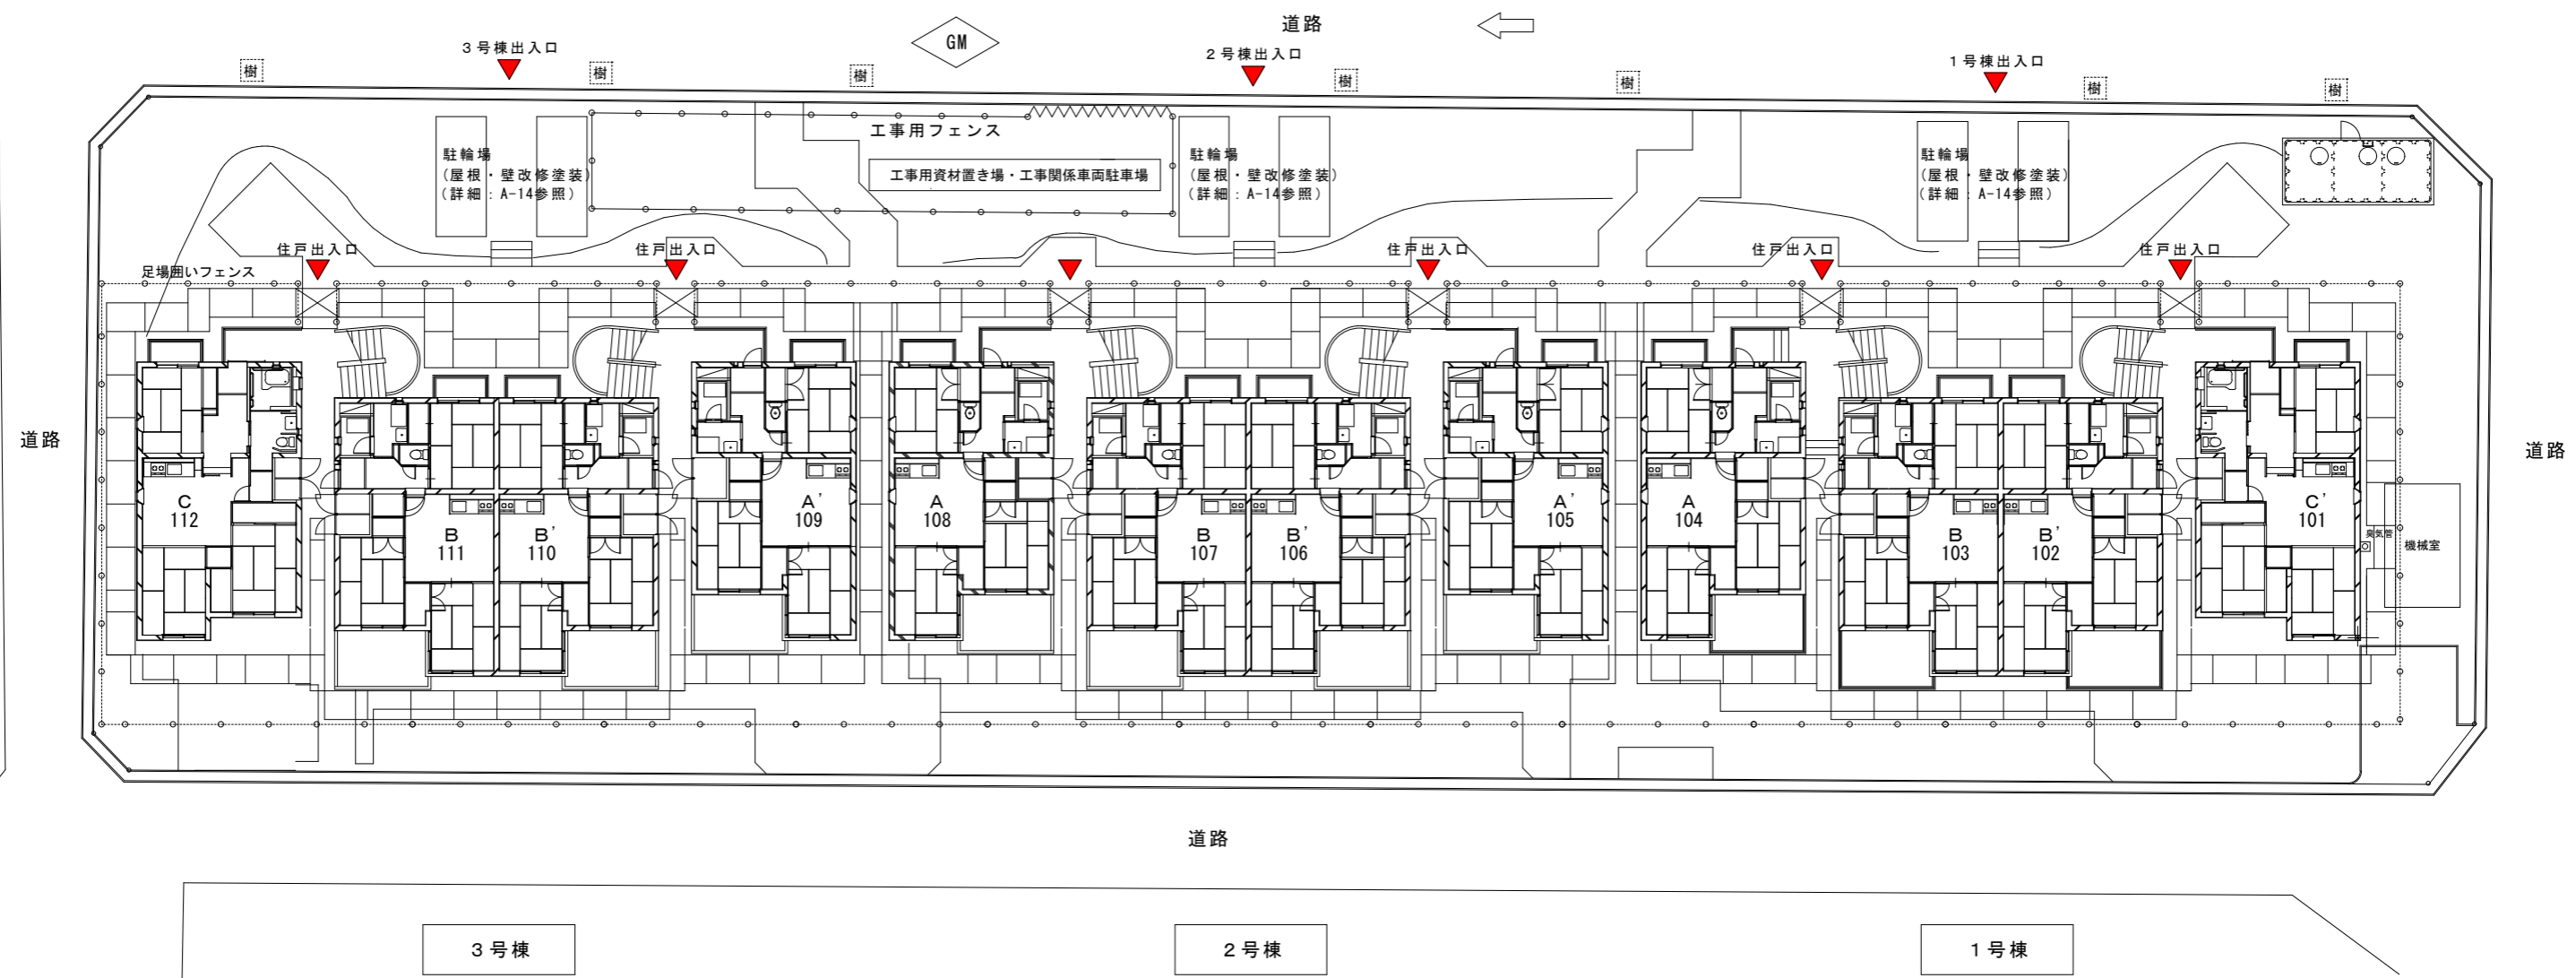 道路
GM
3号棟出入口
2号棟出入口
1号棟出入口
樹
樹
樹
樹
樹
樹
樹
工事用フェンス
工事用資材置き場・工事関係車両駐車場
駐輪場
(屋根・壁改修塗装)
(詳細:A-14参照)
駐輪場
(屋根・壁改修塗装)
(詳細:A-14参照)
駐輪場
(屋根・壁改修塗装)
(詳細:A-14参照)
住戸出入口
住戸出入口
住戸出入口
住戸出入口
住戸出入口
足場囲いフェンス
道路
道路
C
112
B
111
B'
110
A'
109
A
108
B
107
B'
106
A'
105
A
104
B
103
B'
102
C'
101
臭気管
機械室
道路
3号棟
2号棟
1号棟